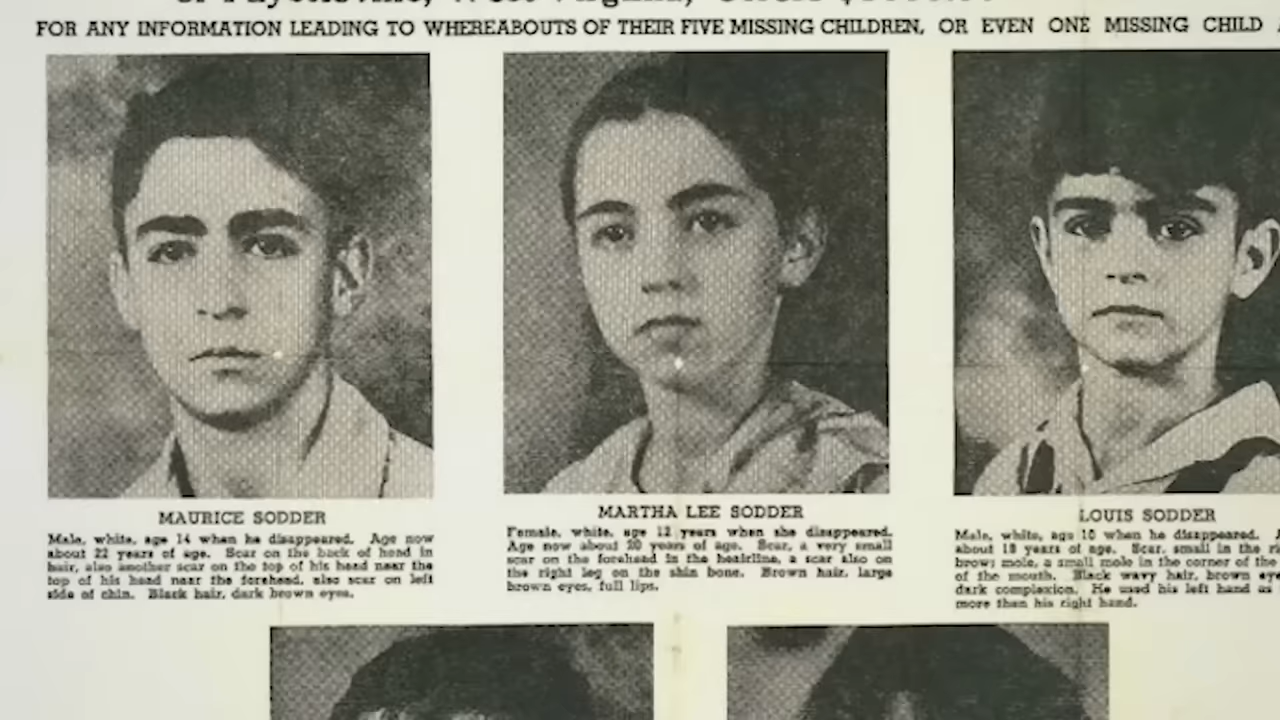 FOR ANY INFORMATION LEADING TO WHEREABOUTS OF THEIR FIVE MISSING CHILDREN, OR EVEN ONE MISSING CHILD
MAURICE SODDER
Male, white, age 14 when he disappeared. Age now
about 22 years of age. Scar on the back of head in
hair, also another scar on the top of his head near the
top of his head near the forehead, also scar on left
side of chin. Black hair, dark brown eyes.
MARTHA LEE SODDER
Female, white, age 12 years when she disappeared.
Age now about 20 years of age. Scar, a very small
scar on the forehead in the hearline, a scar also on
the right leg on the shin bone. Brown hair, large
brown eyes, full lips.
LOUIS SODDER
Male, white, age 10 when he disappeared.
about 18 years of age. Scar, small in the
brows mole, a small mole in the corner of the
of the mouth. Black wavy hair, brown
dark complexion. He used his left hand as
more than his right hand.